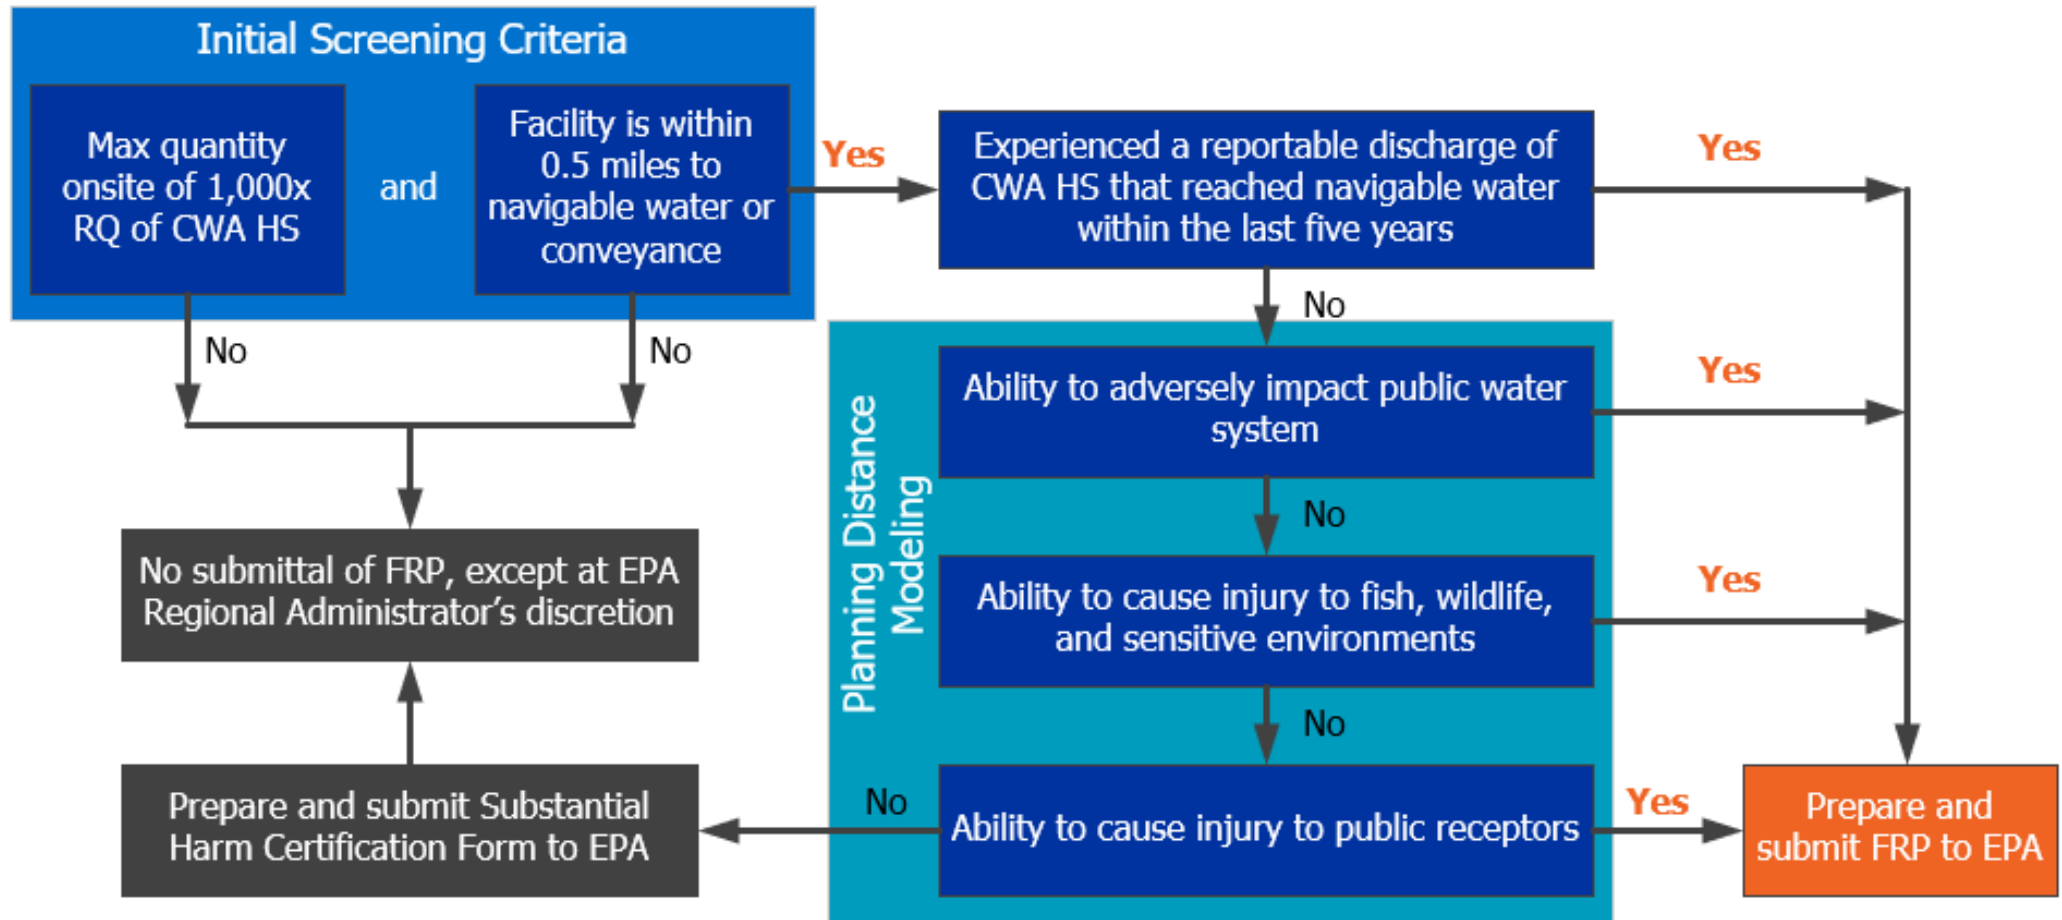 Initial Screening Criteria
Max quantity
onsite of 1,000x
RQ of CWA HS
and
Facility is within
0.5 miles to
navigable water or
conveyance
Yes
Experienced a reportable discharge of
CWA HS that reached navigable water
within the last five years
Yes
No
No
No
Planning Distance
Modeling
Ability to adversely impact public water
system
Yes
No
No submittal of FRP, except at EPA
Regional Administrator’s discretion
Ability to cause injury to fish, wildlife,
and sensitive environments
Yes
No
Prepare and submit Substantial
Harm Certification Form to EPA
No
Ability to cause injury to public receptors
Yes
Prepare and
submit FRP to EPA